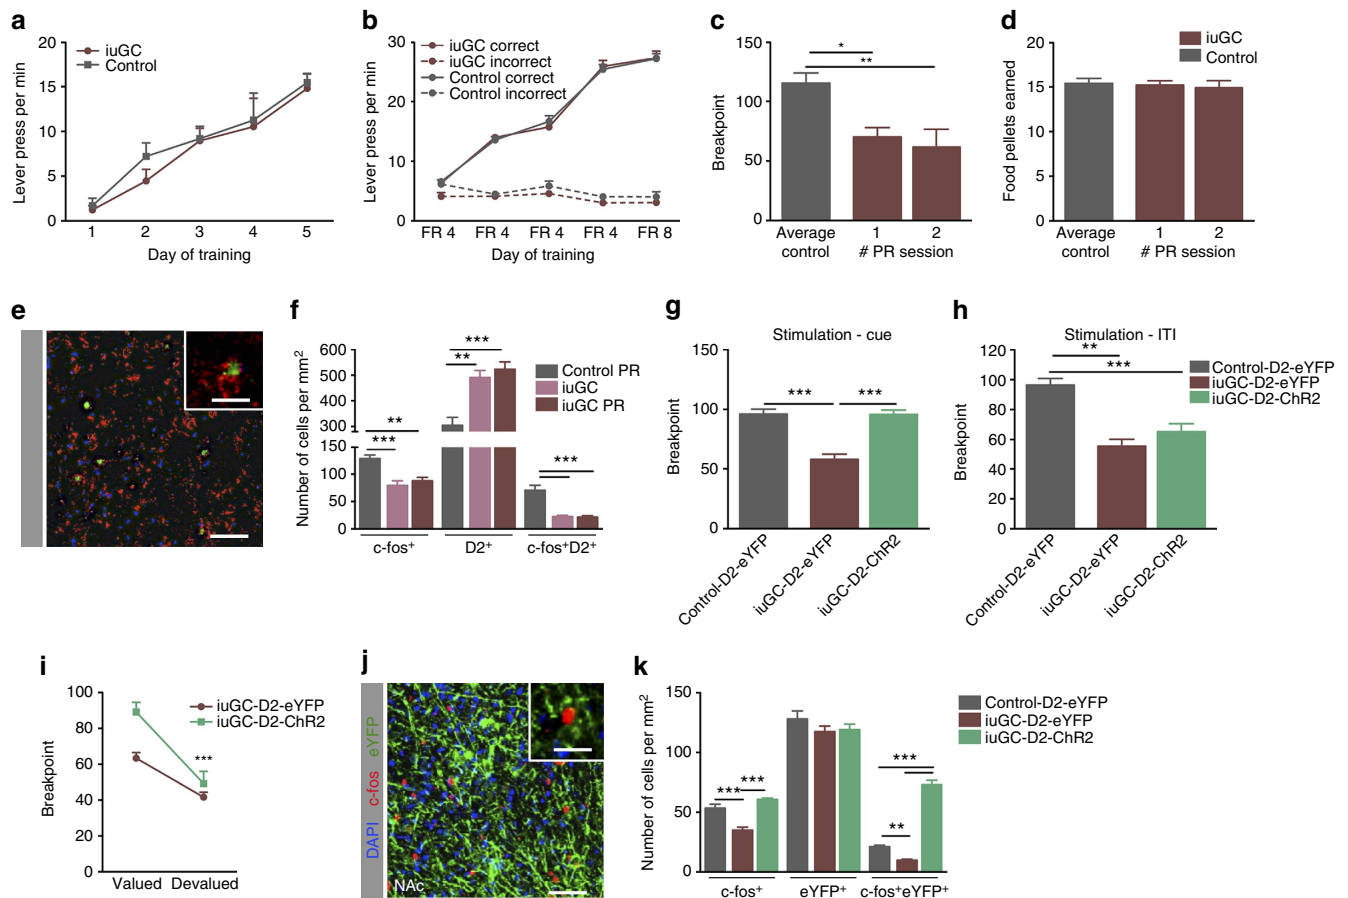 a
20
15
10
5
0
Lever press per min
iuGC
Control
1 2 3 4 5
Day of training
b
30
20
10
0
Lever press per min
iuGC correct
iuGC incorrect
Control correct
Control incorrect
FR 4 FR 4 FR 4 FR 4 FR 8
Day of training
c
150
100
50
0
Breakpoint
*
**
Average control
1 2
# PR session
d
20
15
10
5
0
Food pellets earned
iuGC
Control
Average control
1 2
# PR session
e
f
600
500
400
300
150
100
50
0
Number of cells per mm²
***
**
***
**
***
Control PR
iuGC
iuGC PR
c-fos⁺ D2⁺ c-fos⁺D2⁺
g
Stimulation - cue
150
100
50
0
Breakpoint
*** ***
Control-D2-eYFP
iuGC-D2-eYFP
iuGC-D2-ChR2
h
Stimulation - ITI
120
100
80
60
40
20
0
Breakpoint
**
***
Control-D2-eYFP
iuGC-D2-eYFP
iuGC-D2-ChR2
Control-D2-eYFP
iuGC-D2-eYFP
iuGC-D2-ChR2
i
100
80
60
40
20
0
Breakpoint
iuGC-D2-eYFP
iuGC-D2-ChR2
***
Valued Devalued
j
DAPI c-fos eYFP
NAc
k
150
100
50
0
Number of cells per mm²
*** ***
***
**
Control-D2-eYFP
iuGC-D2-eYFP
iuGC-D2-ChR2
c-fos⁺ eYFP⁺ c-fos⁺eYFP⁺